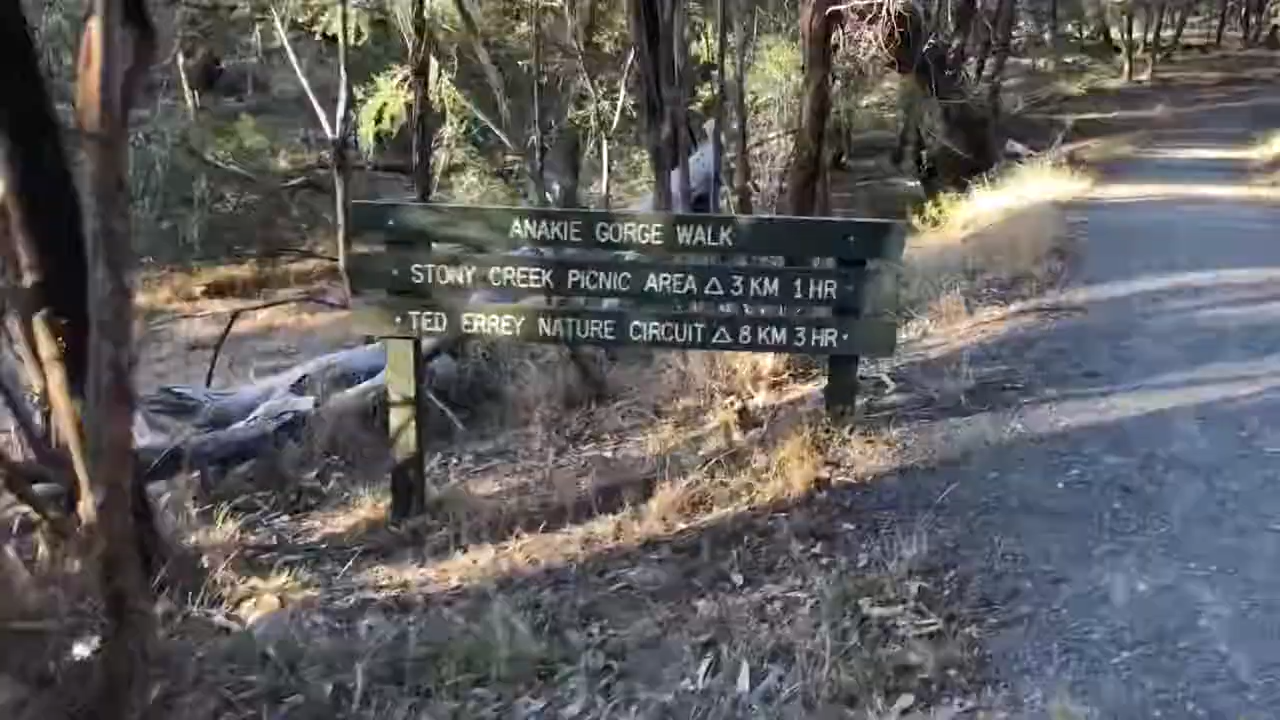 ANAKIE GORGE WALK
STONY CREEK PICNIC AREA △ 3 KM 1 HR
TED ERREY NATURE CIRCUIT △ 8 KM 3 HR